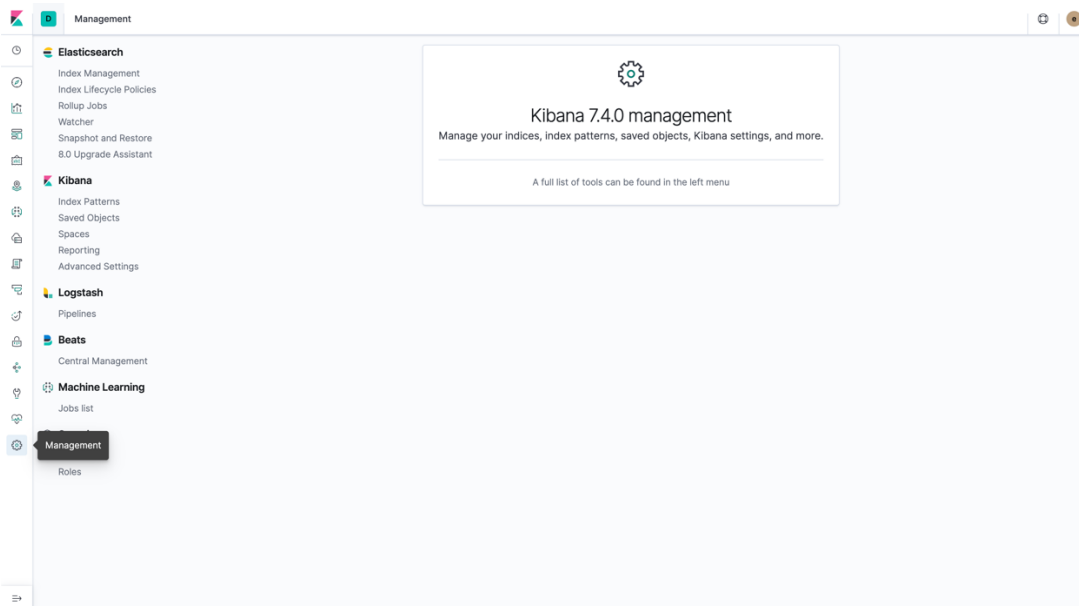 D Management e
Elasticsearch
Index Management
Index Lifecycle Policies
Rollup Jobs
Watcher
Snapshot and Restore
8.0 Upgrade Assistant
Kibana
Index Patterns
Saved Objects
Spaces
Reporting
Advanced Settings
Logstash
Pipelines
Beats
Central Management
Machine Learning
Jobs list
Management
Roles
Kibana 7.4.0 management
Manage your indices, index patterns, saved objects, Kibana settings, and more.
A full list of tools can be found in the left menu